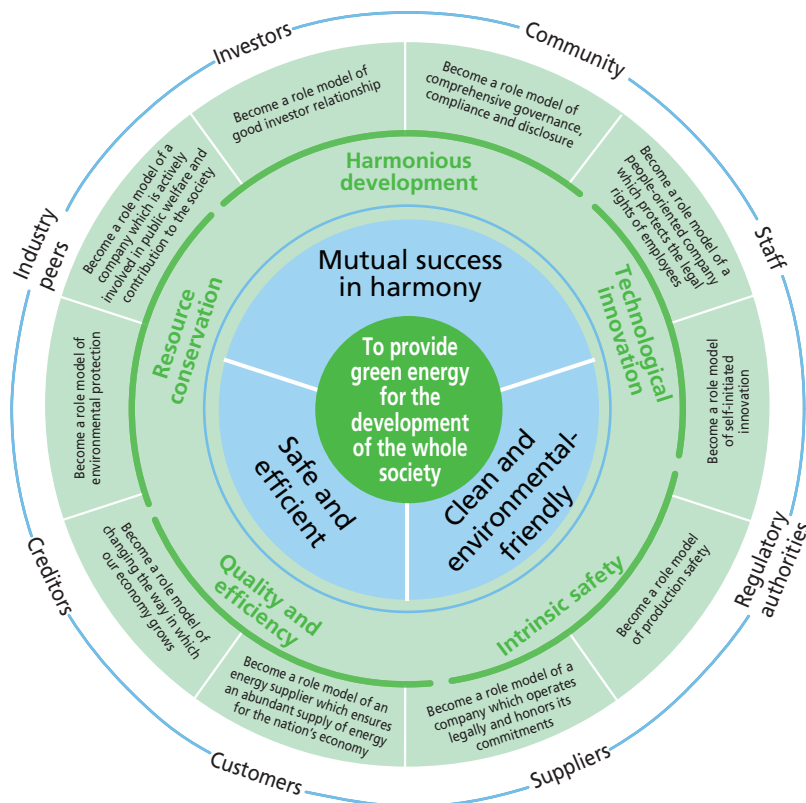 Investors
Community
Staff
Regulatory
authorities
Suppliers
Customers
Creditors
Industry
peers
Become a role model of
good investor relationship
Become a role model of
comprehensive governance,
compliance and disclosure
Become a role model of a
people-oriented company
which protects the legal
rights of employees
Become a role model
of self-initiated
innovation
Become a role model
of production safety
Become a role model of a
company which operates
legally and honors its
commitments
Become a role model of an
energy supplier which ensures
an abundant supply of energy
for the nation's economy
Become a role model of
changing the way in which
our economy grows
Become a role model of
environmental protection
Become a role model of a
company which is actively
involved in public welfare and
contribution to the society
Harmonious
development
Technological
innovation
Intrinsic safety
Quality and
efficiency
Resource
conservation
Mutual success
in harmony
Clean and
environmental-
friendly
Safe and
efficient
To provide
green energy
for the
development
of the whole
society